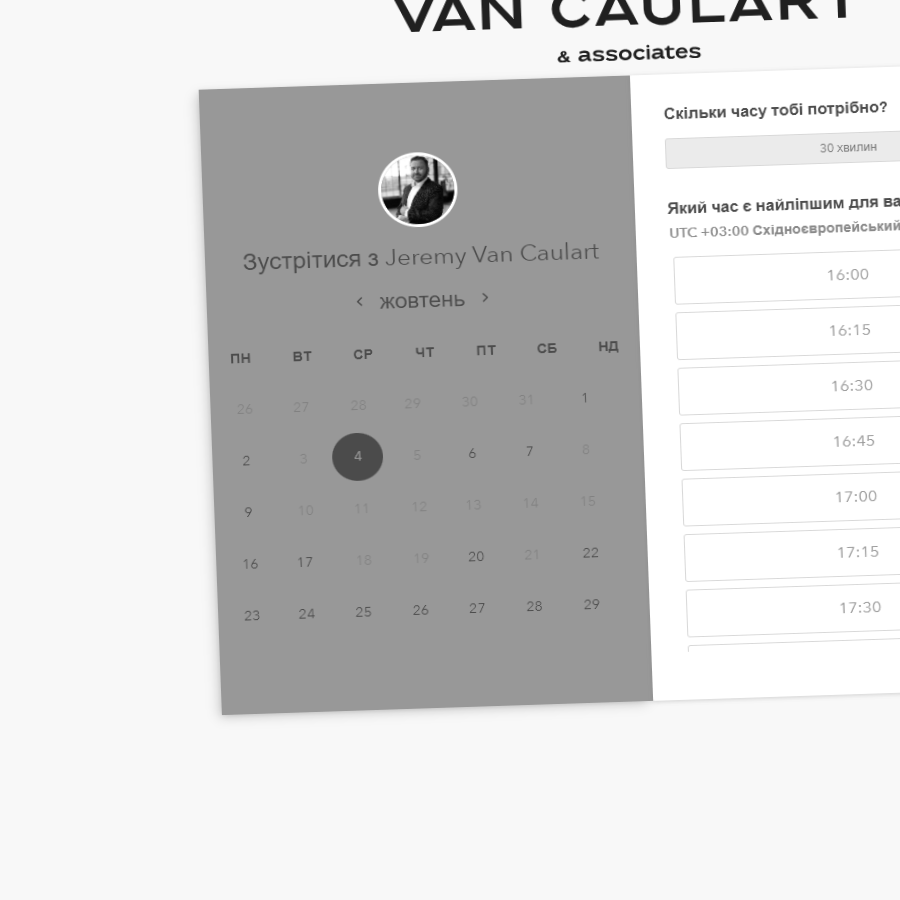 VAN CAULART
& associates
Зустрітися з Jeremy Van Caulart
‹ жовтень ›
ПН ВТ СР ЧТ ПТ СБ НД
26 27 28 29 30 31 1
2 3 4 5 6 7 8
9 10 11 12 13 14 15
16 17 18 19 20 21 22
23 24 25 26 27 28 29
Скільки часу тобі потрібно?
30 хвилин
Який час є найліпшим для ва
UTC +03:00 Східноєвропейський
16:00
16:15
16:30
16:45
17:00
17:15
17:30